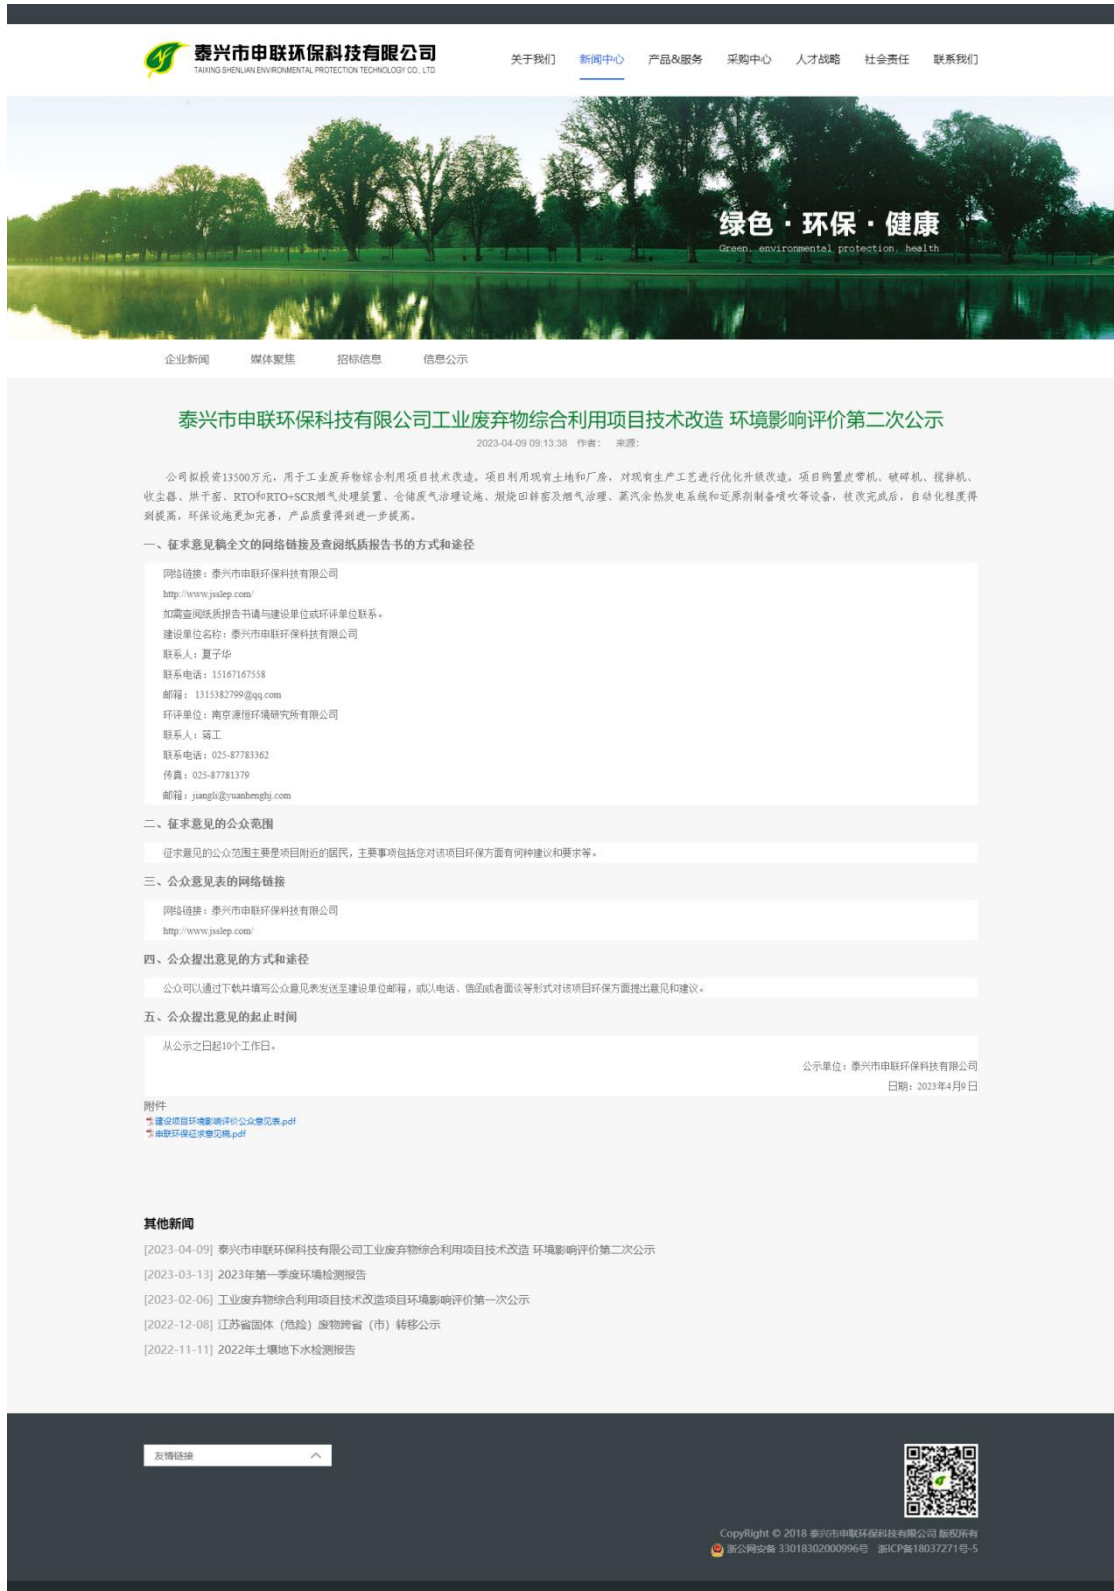 泰兴市申联环保科技有限公司
TAIXING SHENLIAN ENVIRONMENTAL PROTECTION TECHNOLOGY CO., LTD.
关于我们 新闻中心 产品&服务 采购中心 人才战略 社会责任 联系我们
绿色·环保·健康
Green, environmental protection, health
企业新闻 媒体聚焦 招标信息 信息公示
泰兴市申联环保科技有限公司工业废弃物综合利用项目技术改造 环境影响评价第二次公示
2023-04-09 09:13:38 作者： 来源：
公司拟投资13500万元，用于工业废弃物综合利用项目技术改造。项目利用现有土地和厂房，对现有生产工艺进行优化升级改造。项目购置皮带机、破碎机、搅拌机、
收尘器、烘干窑、RTO和RTO+SCR烟气处理装置、仓储废气治理设施、煅烧回转窑及烟气治理、蒸汽余热发电系统和还原剂制备喷吹等设备，技改完成后，自动化程度得
到提高，环保设施更加完善，产品质量得到进一步提高。
一、征求意见稿全文的网络链接及查阅纸质报告书的方式和途径
网络链接：泰兴市申联环保科技有限公司
http://www.jsslep.com/
如需查阅纸质报告书请与建设单位或环评单位联系。
建设单位名称：泰兴市申联环保科技有限公司
联系人：夏子华
联系电话：15167167558
邮箱： 1315382799@qq.com
环评单位：南京源恒环境研究所有限公司
联系人：蒋工
联系电话：025-87783362
传真：025-87781379
邮箱：jiangli@yuanhenghj.com
二、征求意见的公众范围
征求意见的公众范围主要是项目附近的居民，主要事项包括您对该项目环保方面有何种建议和要求等。
三、公众意见表的网络链接
网络链接：泰兴市申联环保科技有限公司
http://www.jsslep.com/
四、公众提出意见的方式和途径
公众可以通过下载并填写公众意见表发送至建设单位邮箱，或以电话、信函或者面谈等形式对该项目环保方面提出意见和建议。
五、公众提出意见的起止时间
从公示之日起10个工作日。
公示单位：泰兴市申联环保科技有限公司
日期：2023年4月9日
附件
建设项目环境影响评价公众意见表.pdf
申联环保征求意见稿.pdf
其他新闻
[2023-04-09] 泰兴市申联环保科技有限公司工业废弃物综合利用项目技术改造 环境影响评价第二次公示
[2023-03-13] 2023年第一季度环境检测报告
[2023-02-06] 工业废弃物综合利用项目技术改造项目环境影响评价第一次公示
[2022-12-08] 江苏省固体（危险）废物跨省（市）转移公示
[2022-11-11] 2022年土壤地下水检测报告
友情链接
CopyRight © 2018 泰兴市申联环保科技有限公司 版权所有
浙公网安备 33018302000996号 浙ICP备18037271号-5